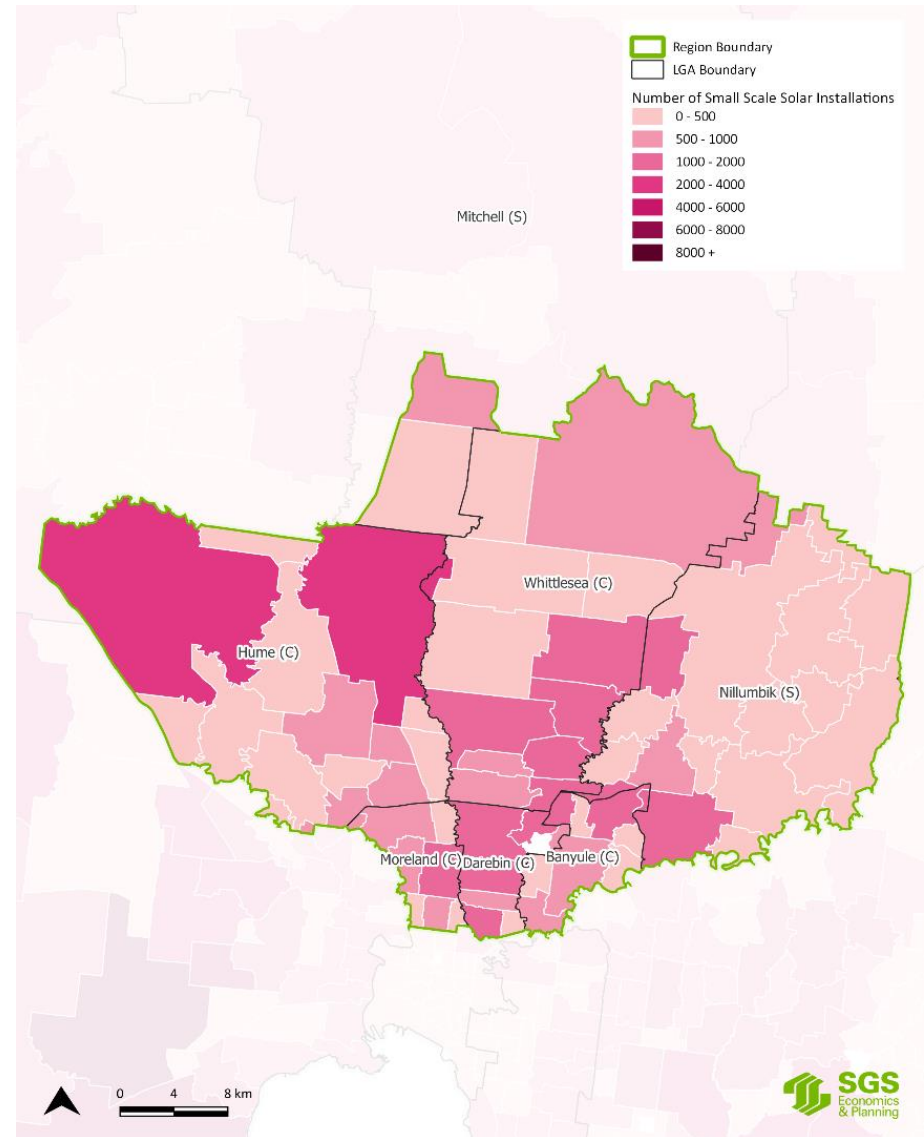 Region Boundary
LGA Boundary
Number of Small Scale Solar Installations
0 - 500
500 - 1000
1000 - 2000
2000 - 4000
4000 - 6000
6000 - 8000
8000 +
Mitchell (S)
Whittlesea (C)
Hume (C)
Nillumbik (S)
Moreland (C)
Darebin (C)
Banyule (C)
0 4 8 km
SGS
Economics
& Planning